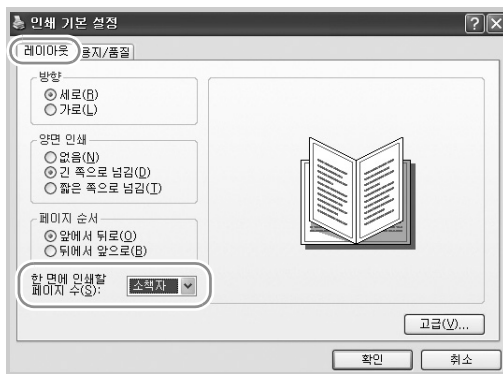 인쇄 기본 설정
레이아웃 용지/품질
방향
세로(R)
가로(L)
양면 인쇄
없음(N)
긴 쪽으로 넘김(D)
짧은 쪽으로 넘김(T)
페이지 순서
앞에서 뒤로(O)
뒤에서 앞으로(B)
한 면에 인쇄할
페이지 수(S): 소책자
고급(V)...
확인 취소